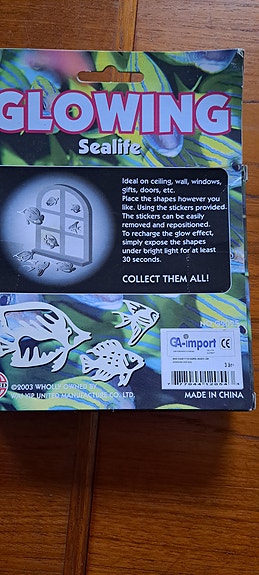 GLOWING
Sealife
Ideal on ceiling, wall, windows,
gifts, doors, etc.
Place the shapes however you
like. Using the stickers provided.
The stickers can be easily
removed and repositioned.
To recharge the glow effect,
simply expose the shapes
under bright light for at least
30 seconds.
COLLECT THEM ALL!
GA-import CE
©2003 WHOLLY OWNED BY
UNITED MANUFACTURE CO. LTD.
MADE IN CHINA